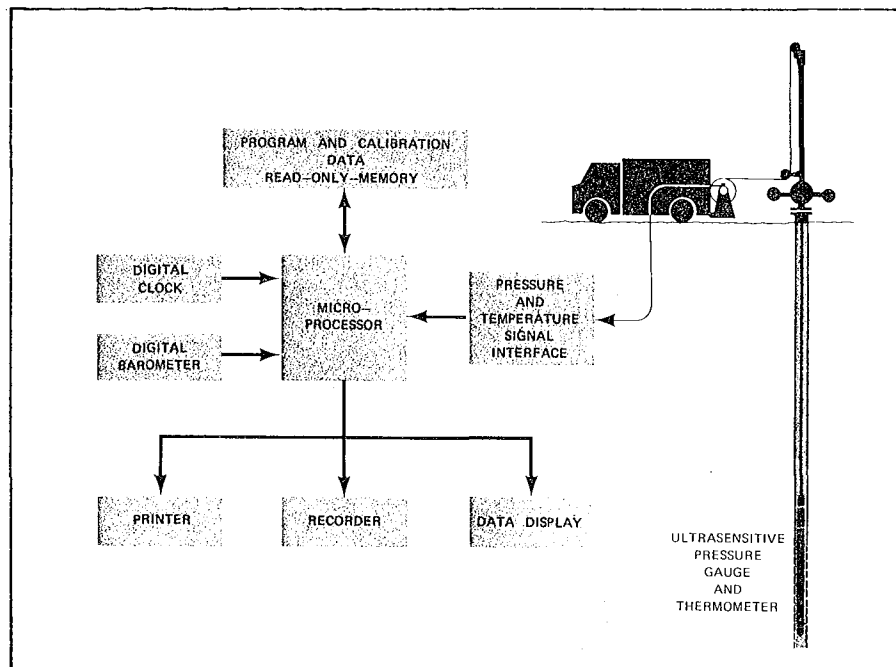 PROGRAM AND CALIBRATION
DATA
READ-ONLY-MEMORY
DIGITAL
CLOCK
MICRO-
PROCESSOR
PRESSURE
AND
TEMPERATURE
SIGNAL
INTERFACE
DIGITAL
BAROMETER
PRINTER
RECORDER
DATA DISPLAY
ULTRASENSITIVE
PRESSURE
GAUGE
AND
THERMOMETER